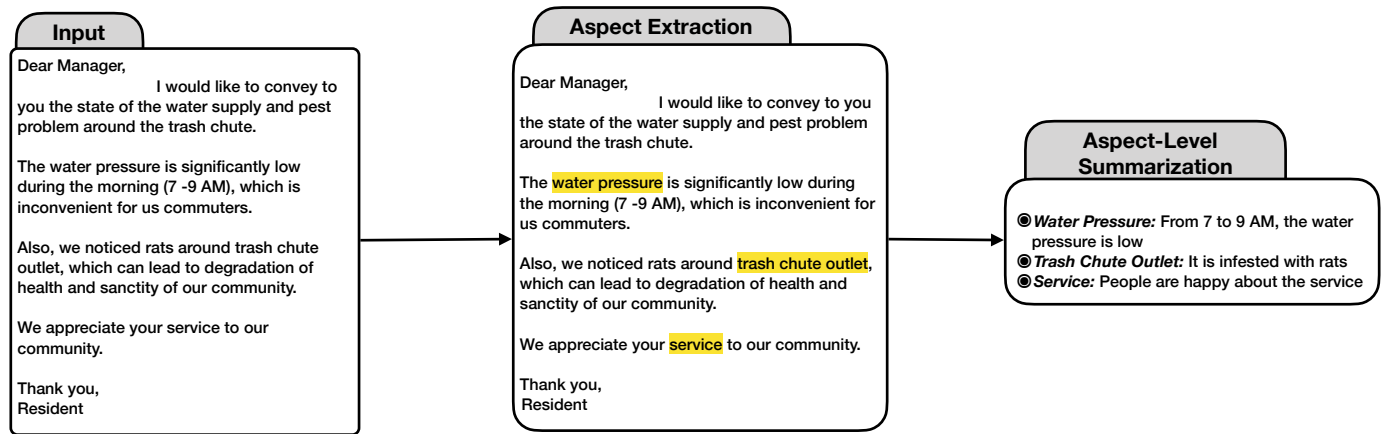 Input
Dear Manager,
I would like to convey to
you the state of the water supply and pest
problem around the trash chute.
The water pressure is significantly low
during the morning (7 -9 AM), which is
inconvenient for us commuters.
Also, we noticed rats around trash chute
outlet, which can lead to degradation of
health and sanctity of our community.
We appreciate your service to our
community.
Thank you,
Resident
Aspect Extraction
Dear Manager,
I would like to convey to you
the state of the water supply and pest problem
around the trash chute.
The water pressure is significantly low during
the morning (7 -9 AM), which is inconvenient for
us commuters.
Also, we noticed rats around trash chute outlet,
which can lead to degradation of health and
sanctity of our community.
We appreciate your service to our community.
Thank you,
Resident
Aspect-Level
Summarization
Water Pressure: From 7 to 9 AM, the water
pressure is low
Trash Chute Outlet: It is infested with rats
Service: People are happy about the service